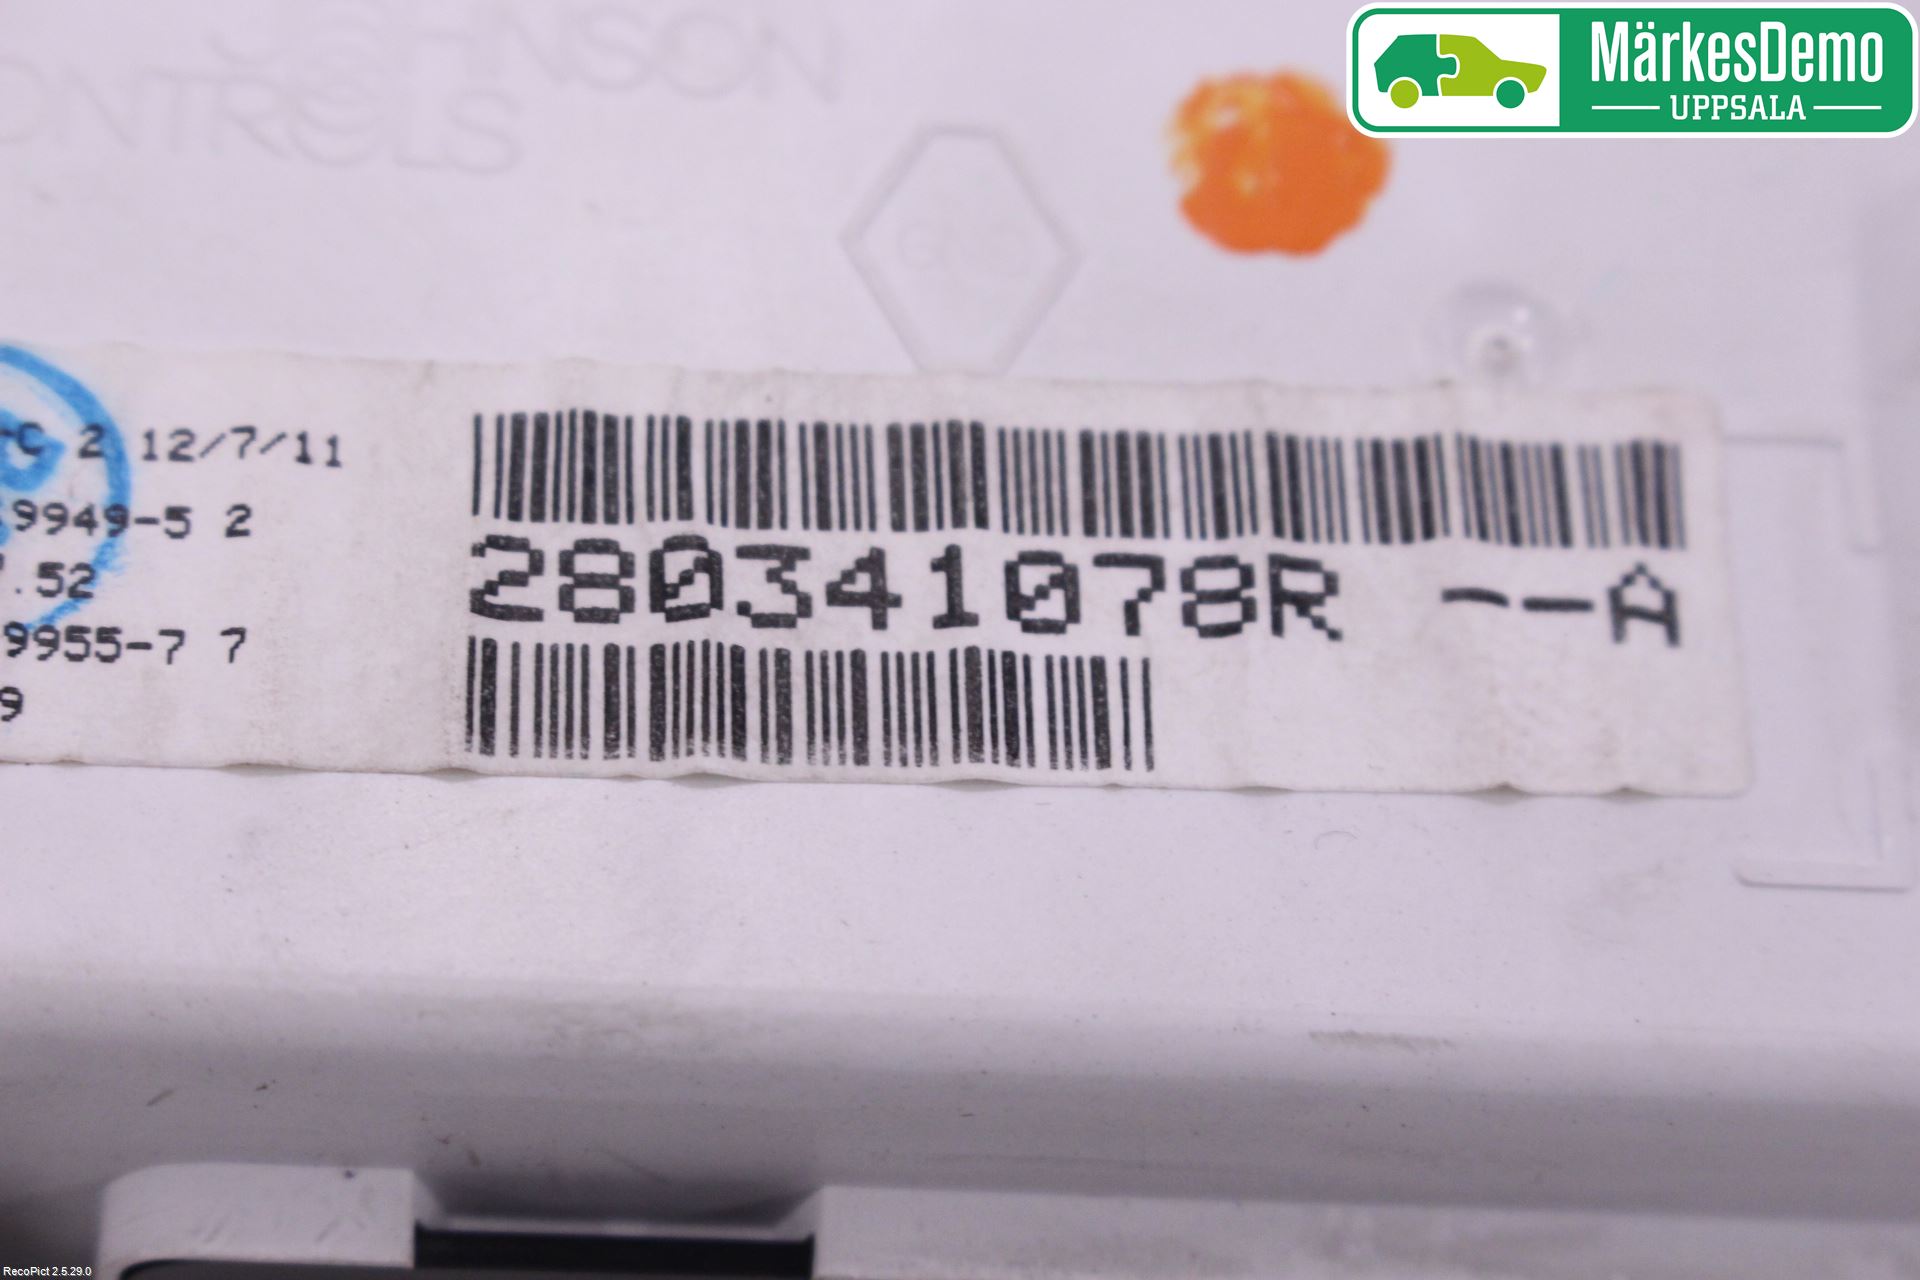 JOHNSON
CONTROLS
MärkesDemo
UPPSALA
C 2 12/7/11
9949-5 2
.52
9955-7 7
9
280341078R --A
RecoPict 2.5.29.0